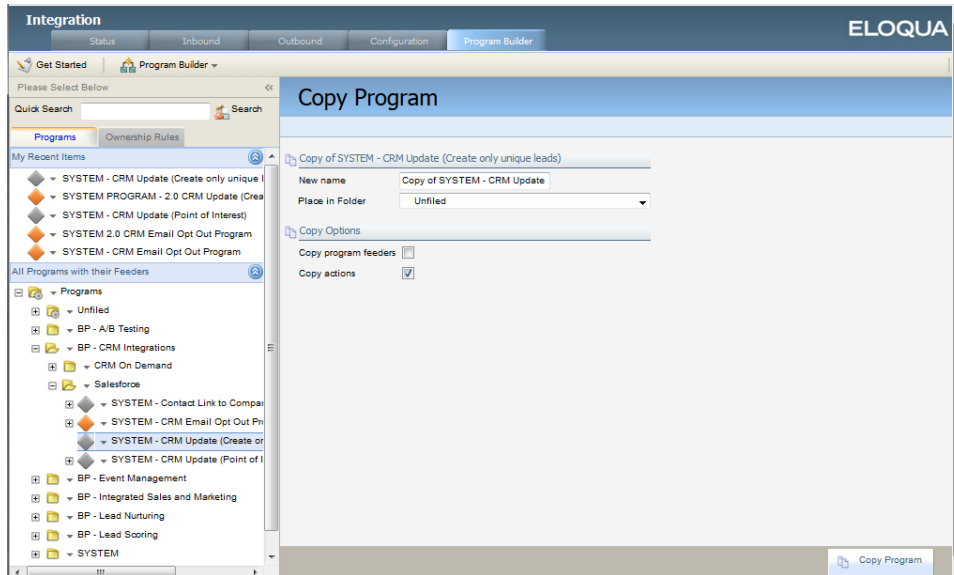 Integration
ELOQUA
Status Inbound Outbound Configuration Program Builder
Get Started Program Builder
Please Select Below
Quick Search Search
Programs Ownership Rules
My Recent Items
SYSTEM - CRM Update (Create only unique l
SYSTEM PROGRAM - 2.0 CRM Update (Crea
SYSTEM - CRM Update (Point of Interest)
SYSTEM 2.0 CRM Email Opt Out Program
SYSTEM - CRM Email Opt Out Program
All Programs with their Feeders
Programs
Unfiled
BP - A/B Testing
BP - CRM Integrations
CRM On Demand
Salesforce
SYSTEM - Contact Link to Compa
SYSTEM - CRM Email Opt Out Pr
SYSTEM - CRM Update (Create or
SYSTEM - CRM Update (Point of I
BP - Event Management
BP - Integrated Sales and Marketing
BP - Lead Nurturing
BP - Lead Scoring
SYSTEM
Copy Program
Copy of SYSTEM - CRM Update (Create only unique leads)
New name Copy of SYSTEM - CRM Update
Place in Folder Unfiled
Copy Options
Copy program feeders
Copy actions
Copy Program